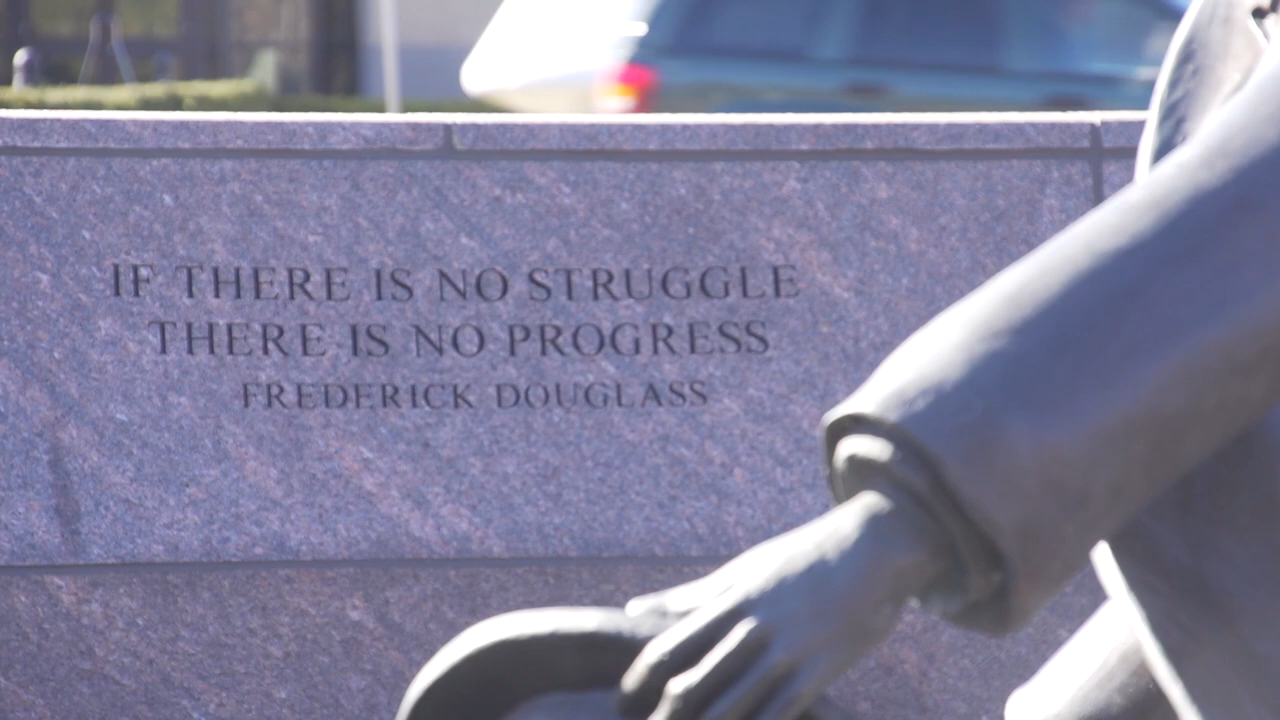 IF THERE IS NO STRUGGLE
THERE IS NO PROGRESS
FREDERICK DOUGLASS